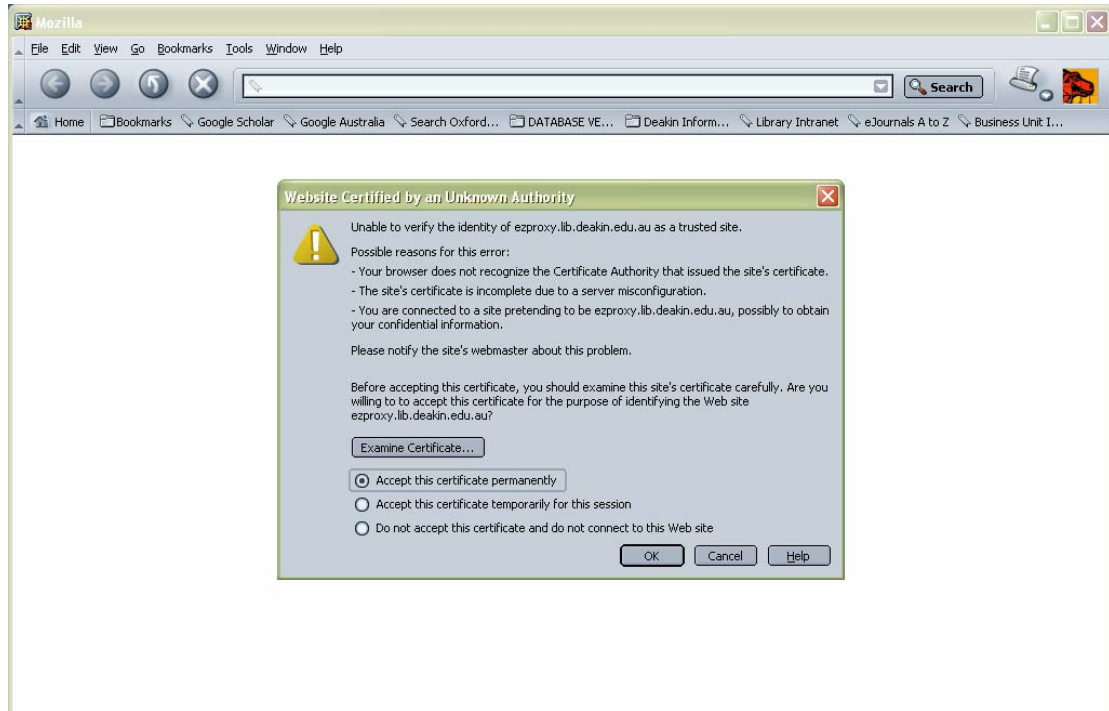 Mozilla
File Edit View Go Bookmarks Tools Window Help
Search
Home Bookmarks Google Scholar Google Australia Search Oxford... DATABASE VE... Deakin Inform... Library Intranet eJournals A to Z Business Unit I...
Website Certified by an Unknown Authority
Unable to verify the identity of ezproxy.lib.deakin.edu.au as a trusted site.
Possible reasons for this error:
- Your browser does not recognize the Certificate Authority that issued the site's certificate.
- The site's certificate is incomplete due to a server misconfiguration.
- You are connected to a site pretending to be ezproxy.lib.deakin.edu.au, possibly to obtain
your confidential information.
Please notify the site's webmaster about this problem.
Before accepting this certificate, you should examine this site's certificate carefully. Are you
willing to to accept this certificate for the purpose of identifying the Web site
ezproxy.lib.deakin.edu.au?
Examine Certificate...
Accept this certificate permanently
Accept this certificate temporarily for this session
Do not accept this certificate and do not connect to this Web site
OK Cancel Help